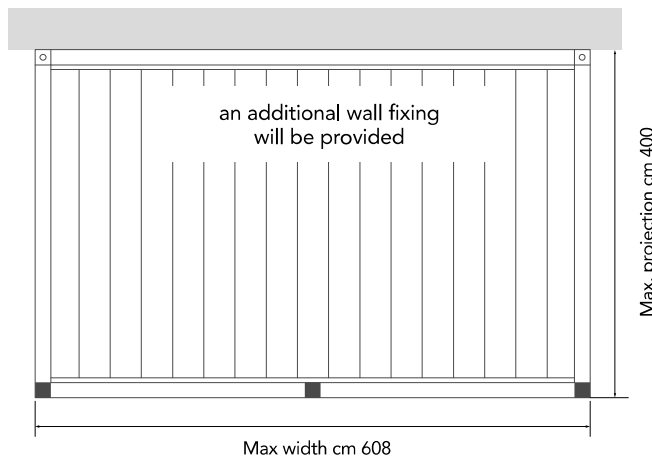 an additional wall fixing
will be provided
Max. projection cm 400
Max width cm 608